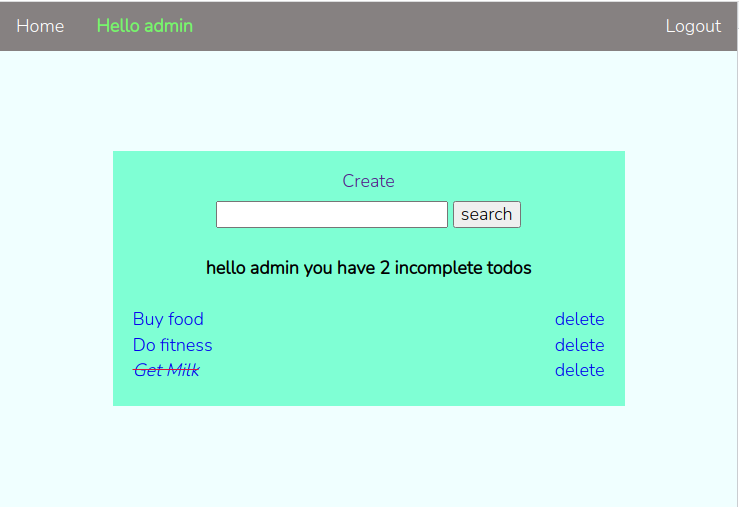 Home Hello admin Logout
Create
search
hello admin you have 2 incomplete todos
Buy food delete
Do fitness delete
Get Milk delete